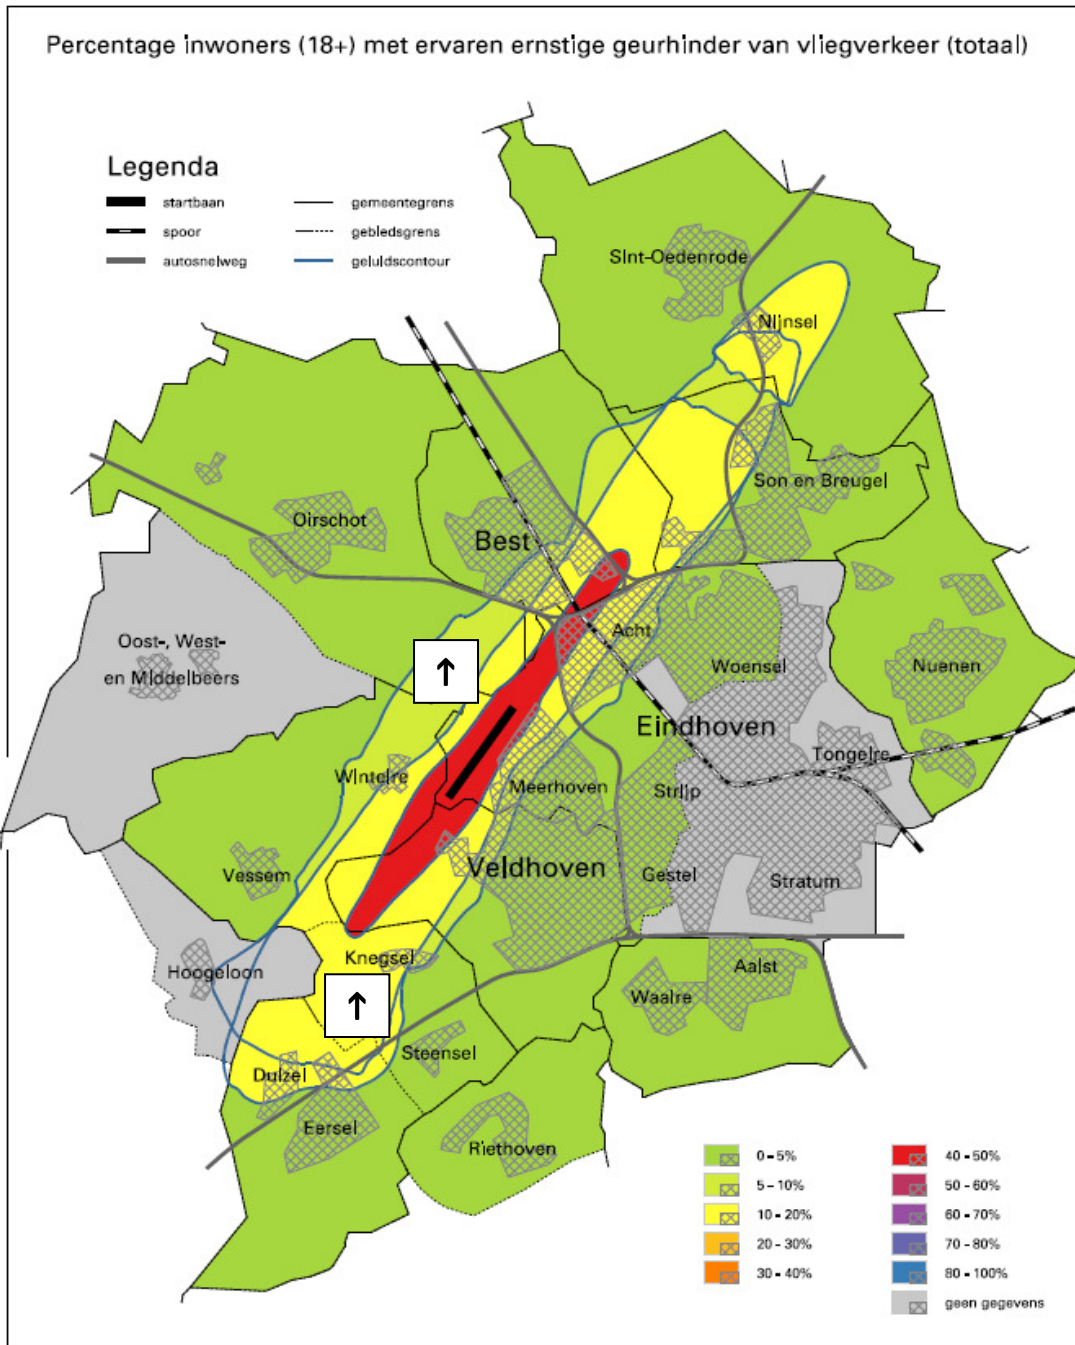 Percentage inwoners (18+) met ervaren ernstige geurhinder van vliegverkeer (totaal)
Legenda
startbaan
gemeentegrens
spoor
gebiedsgrens
autosnelweg
geluidscontour
Sint-Oedenrode
Nijnsel
Son en Breugel
Oirschot
Best
Acht
Oost-, West-
en Middelbeers
Woensel
Nuenen
Eindhoven
Tongelre
Wintelre
Meerhoven
Strijp
Veldhoven
Vessem
Gestel
Stratum
Knegsel
Hoogeloon
Aalst
Waalre
↑
↑
Steensel
Duizel
Eersel
Riethoven
0 - 5%
5 - 10%
10 - 20%
20 - 30%
30 - 40%
40 - 50%
50 - 60%
60 - 70%
70 - 80%
80 - 100%
geen gegevens